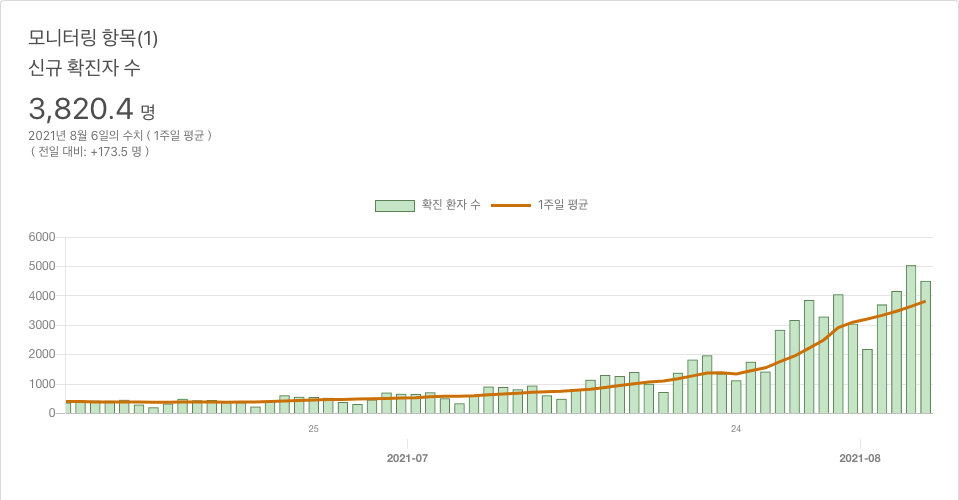 모니터링 항목(1)
신규 확진자 수
3,820.4 명
2021년 8월 6일의 수치 ( 1주일 평균 )
( 전일 대비: +173.5 명 )
확진 환자 수 1주일 평균
6000
5000
4000
3000
2000
1000
0
25 24
2021-07 2021-08